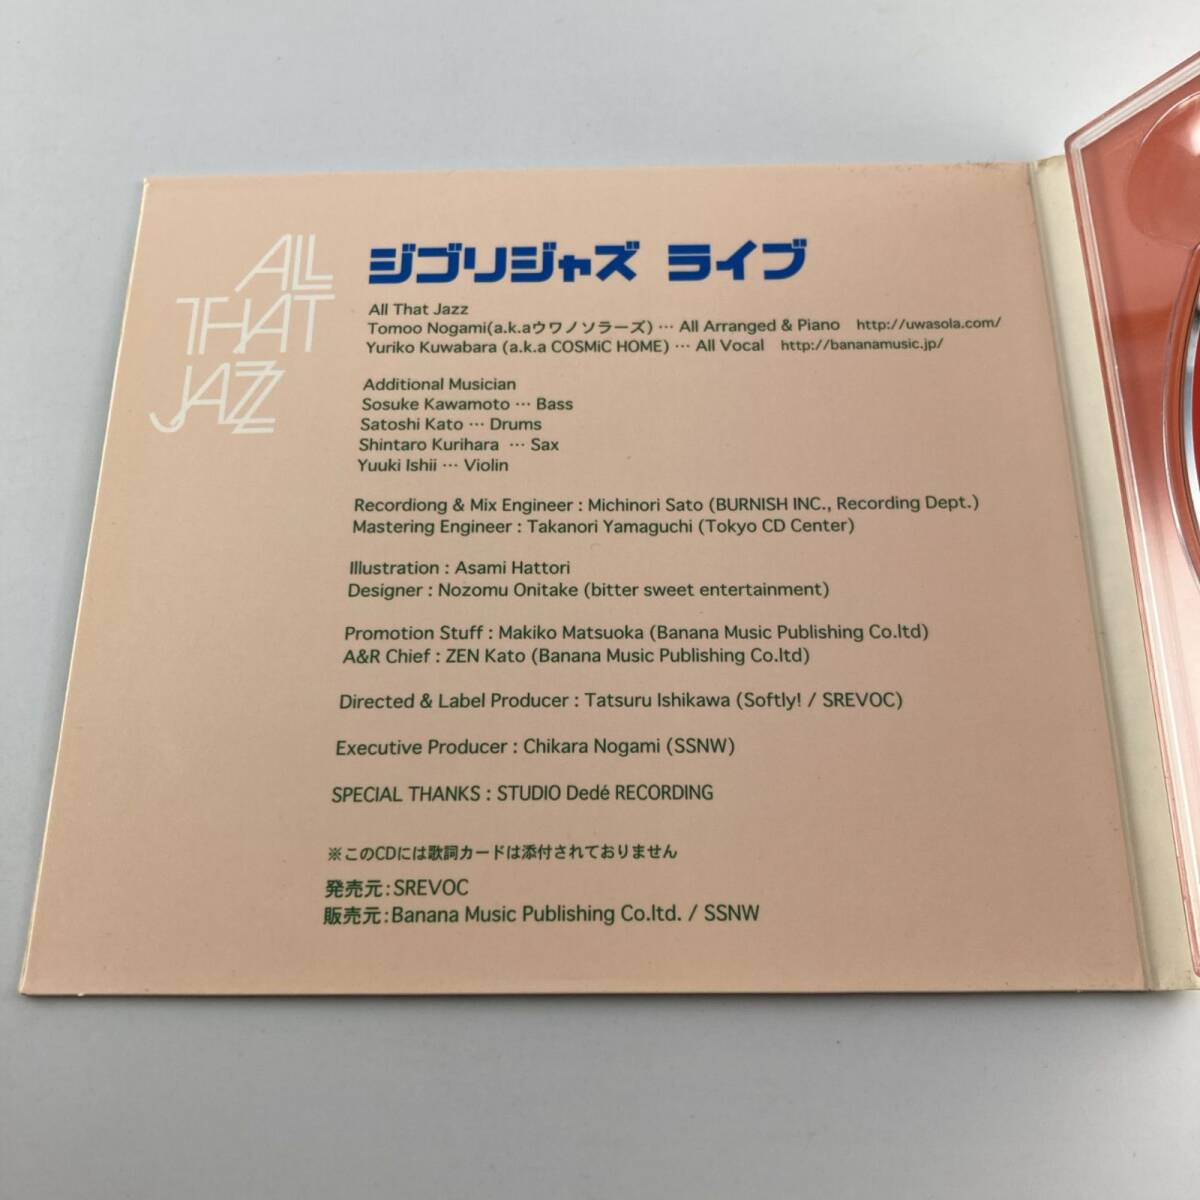 ALL
THAT
JAZZ
ジブリジャズ ライブ
All That Jazz
Tomoo Nogami(a.k.aウワノソラーズ) … All Arranged & Piano http://uwasola.com/
Yuriko Kuwabara (a.k.a COSMiC HOME) … All Vocal http://bananamusic.jp/
Additional Musician
Sosuke Kawamoto … Bass
Satoshi Kato … Drums
Shintaro Kurihara … Sax
Yuuki Ishii … Violin
Recordiong & Mix Engineer : Michinori Sato (BURNISH INC., Recording Dept.)
Mastering Engineer : Takanori Yamaguchi (Tokyo CD Center)
Illustration : Asami Hattori
Designer : Nozomu Onitake (bitter sweet entertainment)
Promotion Stuff : Makiko Matsuoka (Banana Music Publishing Co.ltd)
A&R Chief : ZEN Kato (Banana Music Publishing Co.ltd)
Directed & Label Producer : Tatsuru Ishikawa (Softly! / SREVOC)
Executive Producer : Chikara Nogami (SSNW)
SPECIAL THANKS : STUDIO Dedé RECORDING
※このCDには歌詞カードは添付されておりません
発売元:SREVOC
販売元:Banana Music Publishing Co.ltd. / SSNW